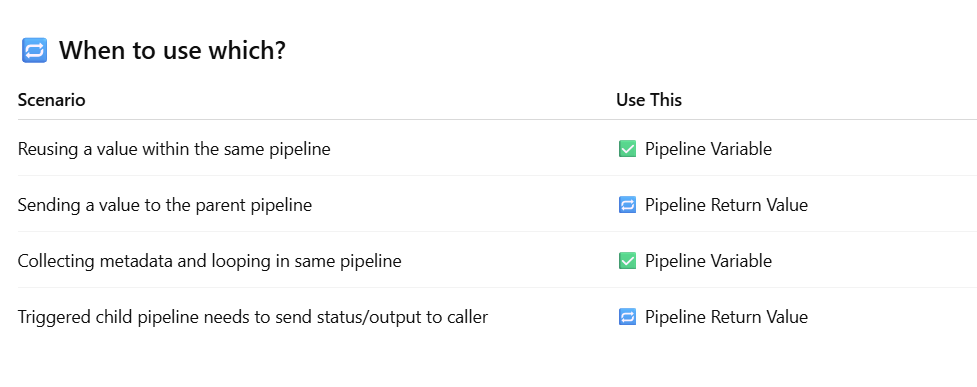 🔁 When to use which?
Scenario Use This
Reusing a value within the same pipeline ✅ Pipeline Variable
Sending a value to the parent pipeline 🔁 Pipeline Return Value
Collecting metadata and looping in same pipeline ✅ Pipeline Variable
Triggered child pipeline needs to send status/output to caller 🔁 Pipeline Return Value